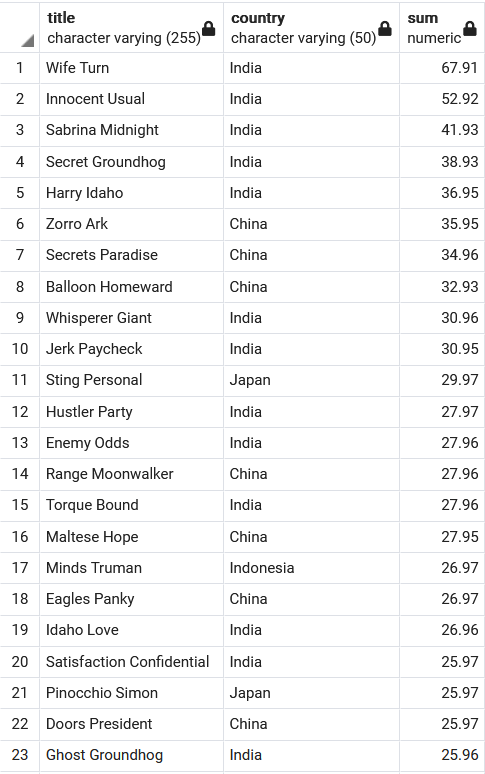 title country sum
character varying (255) character varying (50) numeric
1 Wife Turn India 67.91
2 Innocent Usual India 52.92
3 Sabrina Midnight India 41.93
4 Secret Groundhog India 38.93
5 Harry Idaho India 36.95
6 Zorro Ark China 35.95
7 Secrets Paradise China 34.96
8 Balloon Homeward China 32.93
9 Whisperer Giant India 30.96
10 Jerk Paycheck India 30.95
11 Sting Personal Japan 29.97
12 Hustler Party India 27.97
13 Enemy Odds India 27.96
14 Range Moonwalker China 27.96
15 Torque Bound India 27.96
16 Maltese Hope China 27.95
17 Minds Truman Indonesia 26.97
18 Eagles Panky China 26.97
19 Idaho Love India 26.96
20 Satisfaction Confidential India 25.97
21 Pinocchio Simon Japan 25.97
22 Doors President China 25.97
23 Ghost Groundhog India 25.96